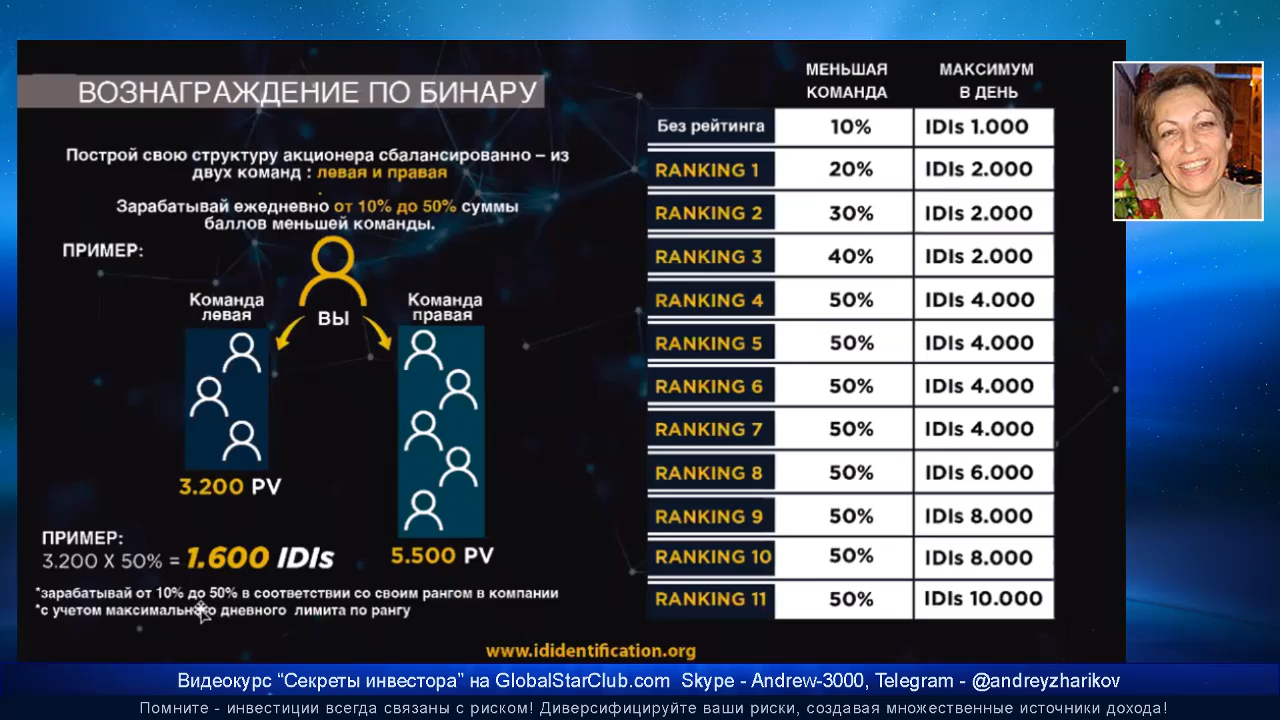 ВОЗНАГРАЖДЕНИЕ ПО БИНАРУ
Построй свою структуру акционера сбалансированно – из
двух команд : левая и правая
Зарабатывай ежедневно от 10% до 50% суммы
баллов меньшей команды.
ПРИМЕР:
Команда
левая
ВЫ
Команда
правая
3.200 PV
5.500 PV
ПРИМЕР:
3.200 X 50% = 1.600 IDIs
*зарабатывай от 10% до 50% в соответствии со своим рангом в компании
*с учетом максимального дневного лимита по рангу
МЕНЬШАЯ КОМАНДА МАКСИМУМ В ДЕНЬ
Без рейтинга 10% IDIs 1.000
RANKING 1 20% IDIs 2.000
RANKING 2 30% IDIs 2.000
RANKING 3 40% IDIs 2.000
RANKING 4 50% IDIs 4.000
RANKING 5 50% IDIs 4.000
RANKING 6 50% IDIs 4.000
RANKING 7 50% IDIs 4.000
RANKING 8 50% IDIs 6.000
RANKING 9 50% IDIs 8.000
RANKING 10 50% IDIs 8.000
RANKING 11 50% IDIs 10.000
www.ididentification.org
Видеокурс “Секреты инвестора” на GlobalStarClub.com Skype - Andrew-3000, Telegram - @andreyzharikov
Помните - инвестиции всегда связаны с риском! Диверсифицируйте ваши риски, создавая множественные источники дохода!